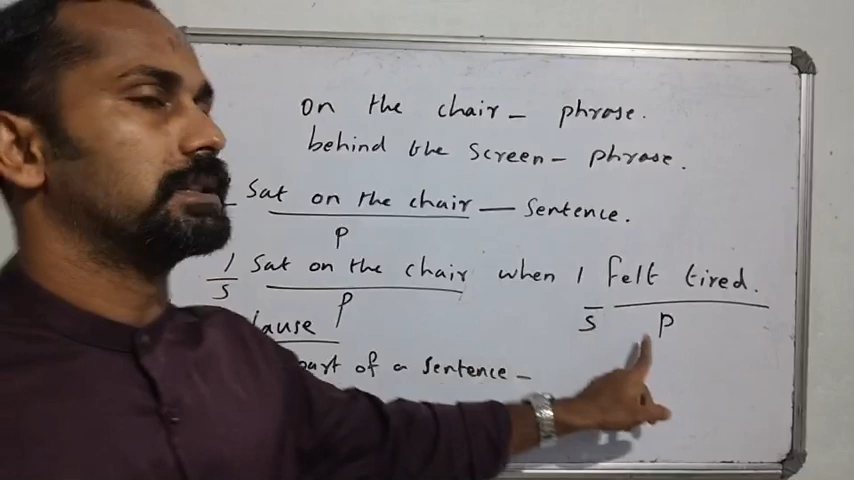 on the chair - phrase.
behind the screen - phrase.
Sat on the chair — Sentence.
P
I Sat on the chair when I felt tired.
S P S P
lause
part of a sentence -